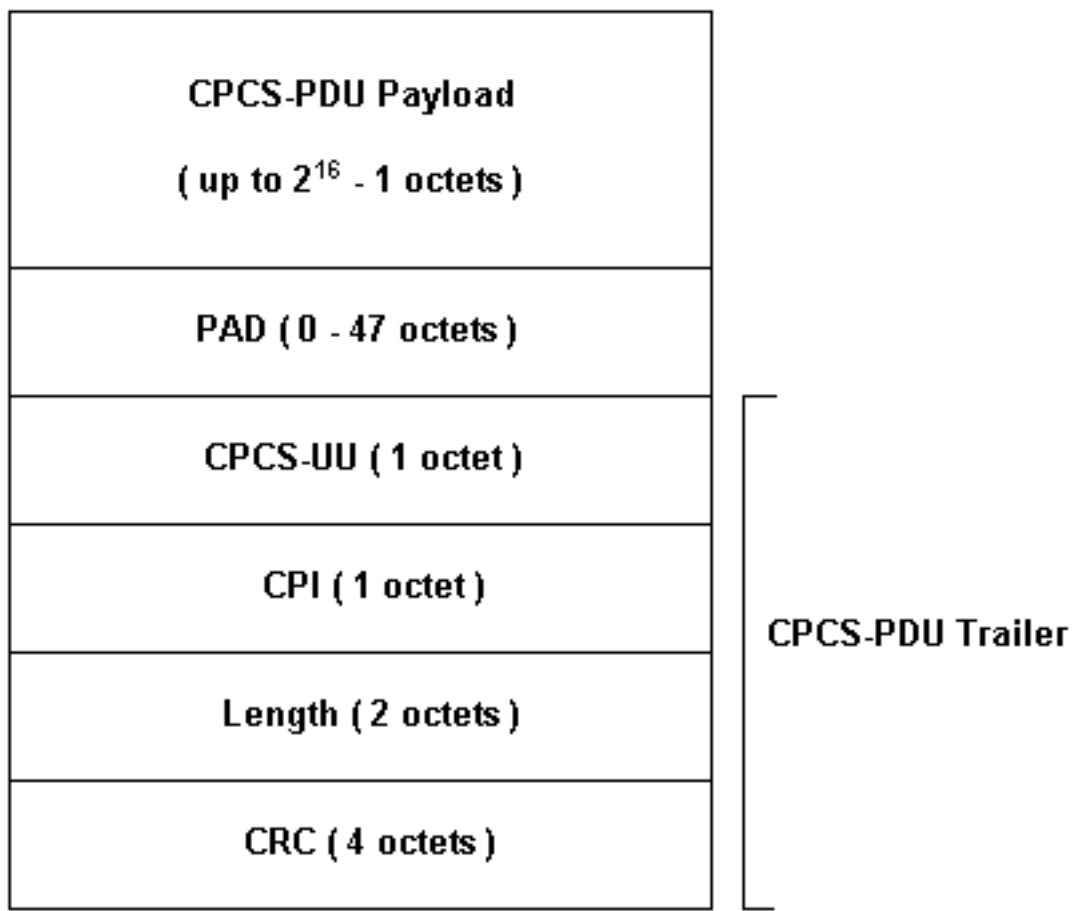 CPCS-PDU Payload
( up to 2¹⁶ - 1 octets )
PAD ( 0 - 47 octets )
CPCS-UU ( 1 octet )
CPI ( 1 octet )
CPCS-PDU Trailer
Length ( 2 octets )
CRC ( 4 octets )